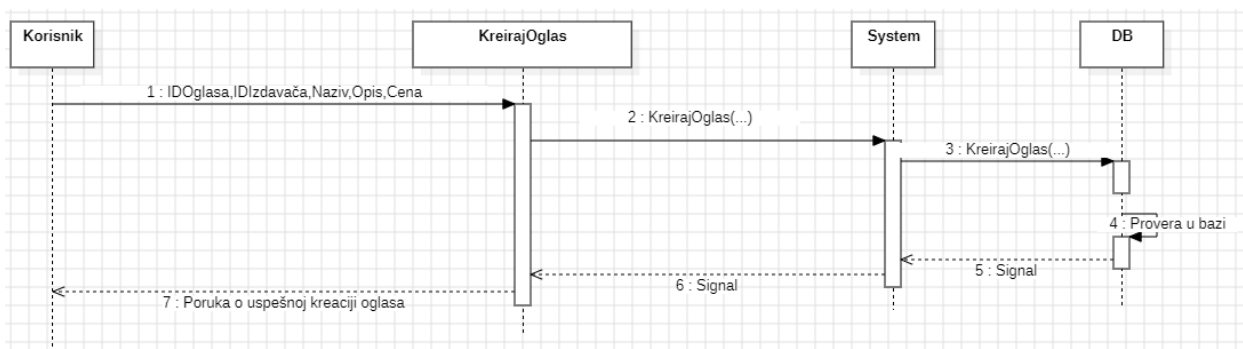 Korisnik
KreirajOglas
System
DB
1 : IDOglasa,IDIzdavača,Naziv,Opis,Cena
2 : KreirajOglas(...)
3 : KreirajOglas(...)
4 : Provera u bazi
5 : Signal
6 : Signal
7 : Poruka o uspešnoj kreaciji oglasa